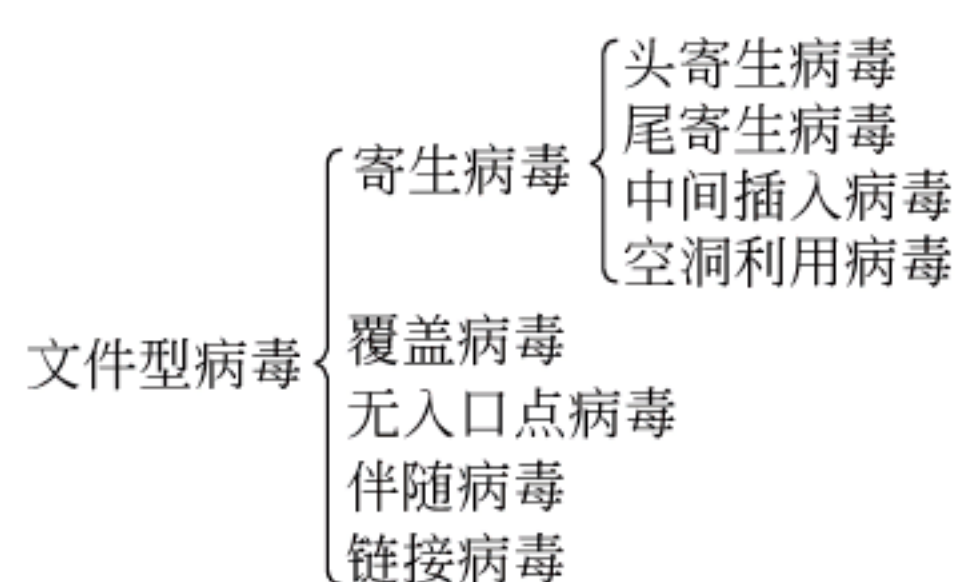 头寄生病毒
尾寄生病毒
寄生病毒
中间插入病毒
空洞利用病毒
覆盖病毒
文件型病毒
无入口点病毒
伴随病毒
链接病毒